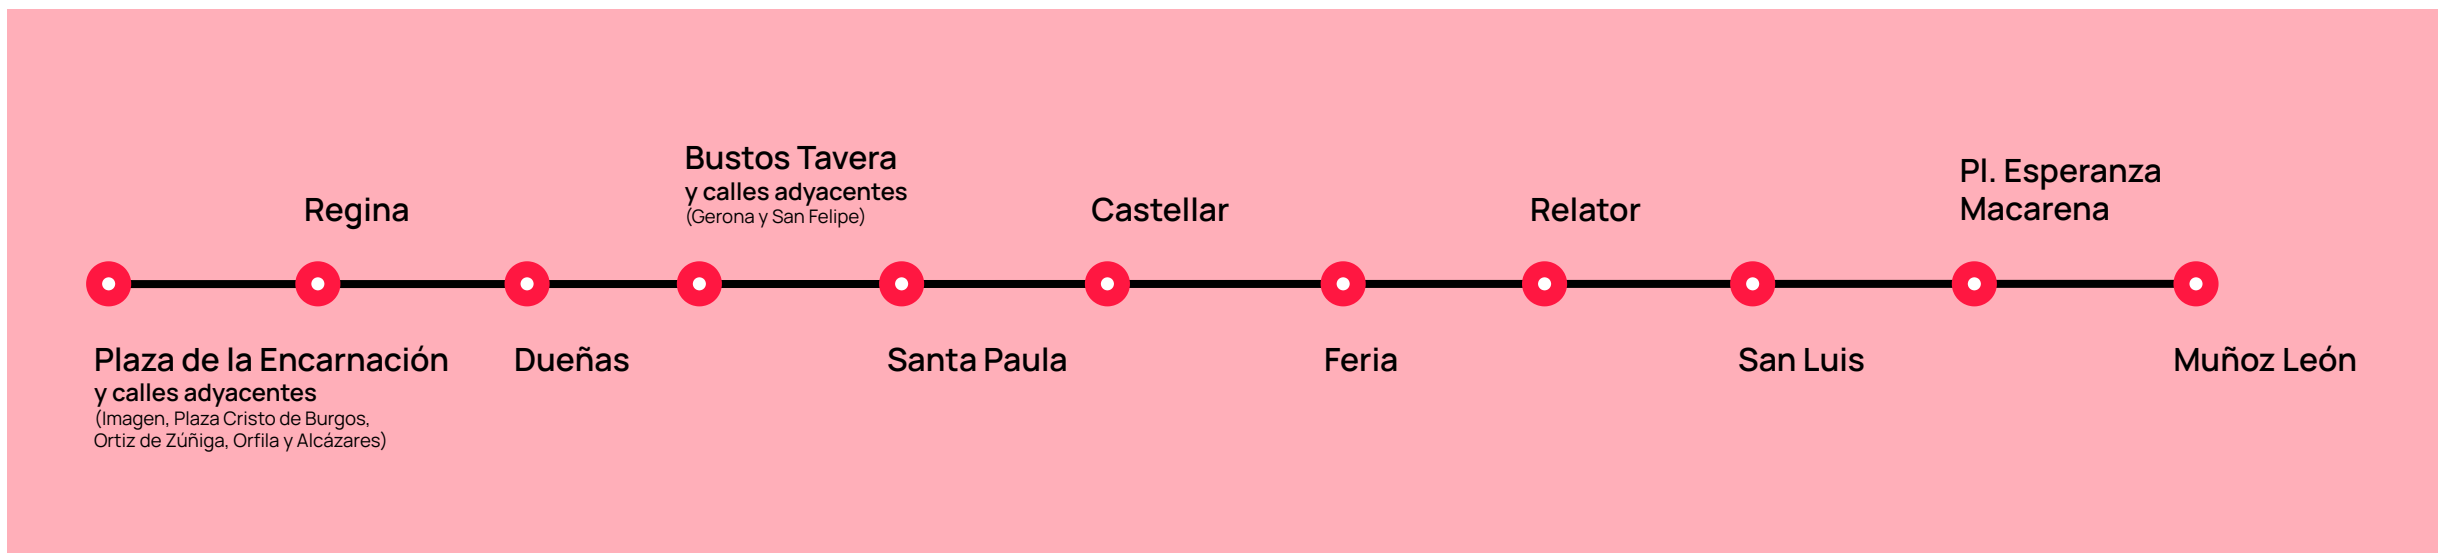 Plaza de la Encarnación
y calles adyacentes
(Imagen, Plaza Cristo de Burgos,
Ortiz de Zúñiga, Orfila y Alcázares)
Regina
Dueñas
Bustos Tavera
y calles adyacentes
(Gerona y San Felipe)
Santa Paula
Castellar
Feria
Relator
San Luis
Pl. Esperanza
Macarena
Muñoz León